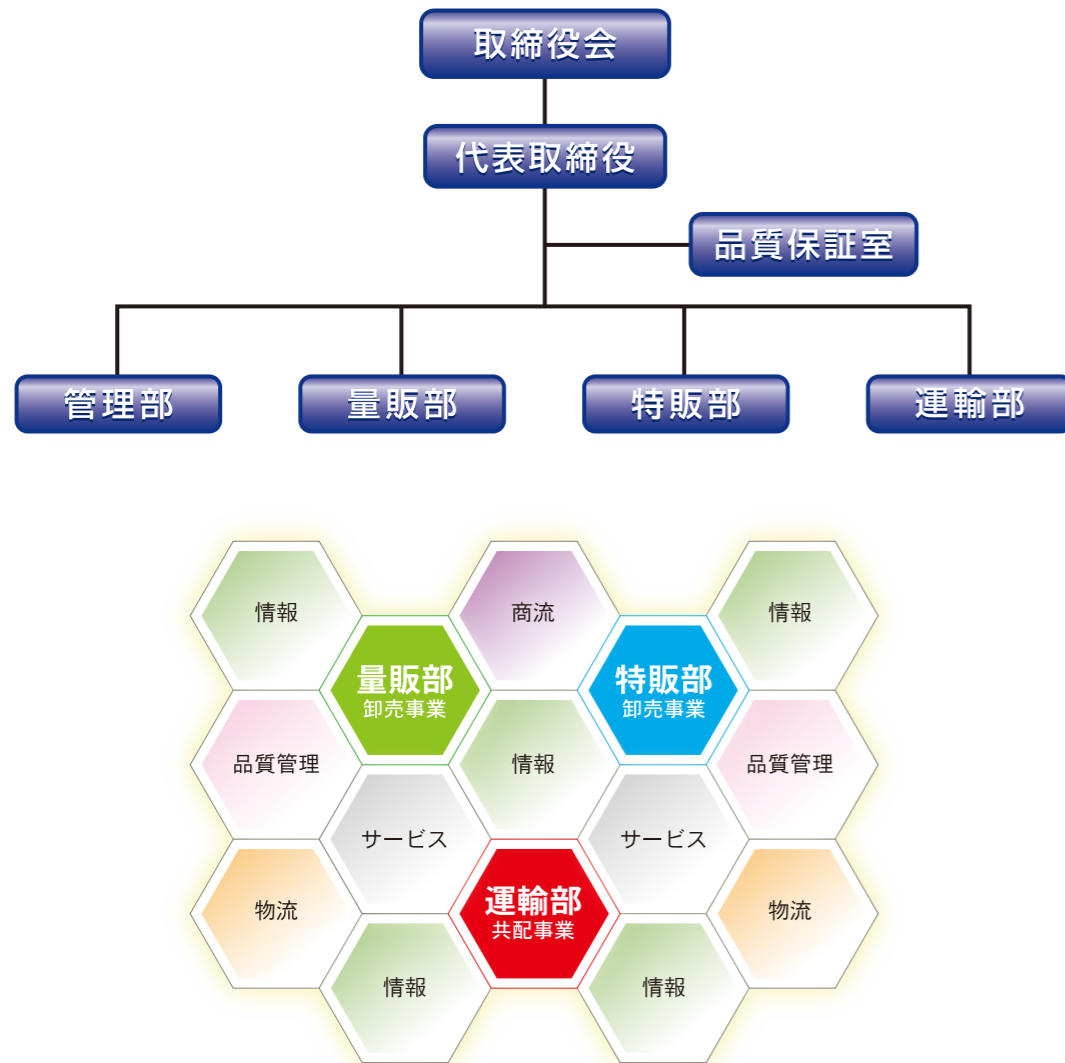 取締役会
代表取締役
品質保証室
管理部
量販部
特販部
運輸部
情報
商流
情報
量販部
卸売事業
特販部
卸売事業
品質管理
情報
品質管理
サービス
サービス
物流
運輸部
共配事業
物流
情報
情報